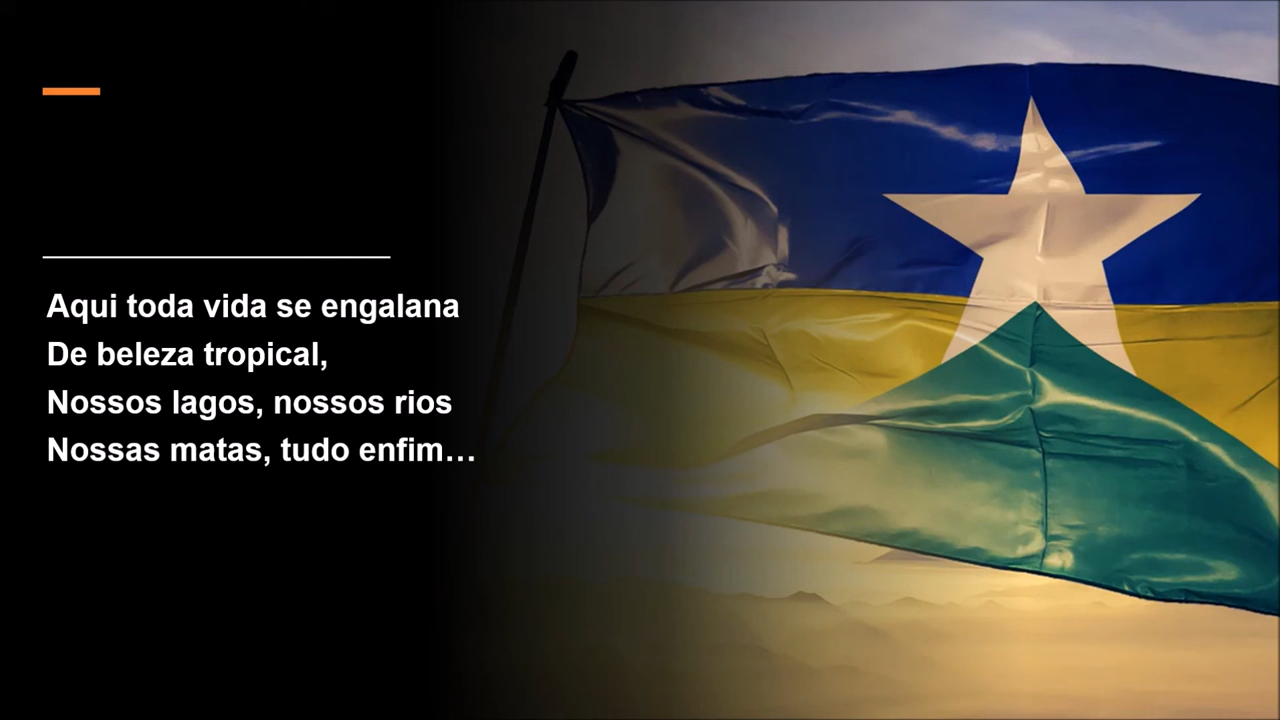 Aqui toda vida se engalana
De beleza tropical,
Nossos lagos, nossos rios
Nossas matas, tudo enfim…